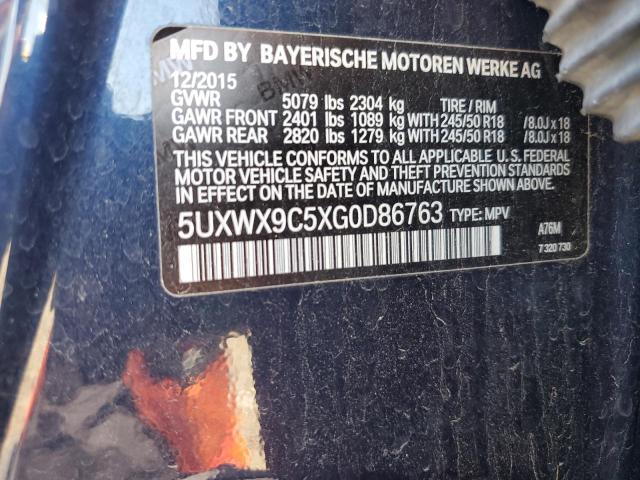 MFD BY BAYERISCHE MOTOREN WERKE AG
12/2015
GVWR 5079 lbs 2304 kg TIRE / RIM
GAWR FRONT 2401 lbs 1089 kg WITH 245/50 R18 /8.0J x 18
GAWR REAR 2820 lbs 1279 kg WITH 245/50 R18 /8.0J x 18
THIS VEHICLE CONFORMS TO ALL APPLICABLE U. S. FEDERAL
MOTOR VEHICLE SAFETY AND THEFT PREVENTION STANDARDS
IN EFFECT ON THE DATE OF MANUFACTURE SHOWN ABOVE.
5UXWX9C5XG0D86763 TYPE: MPV
A76M
7 320 730
BMW